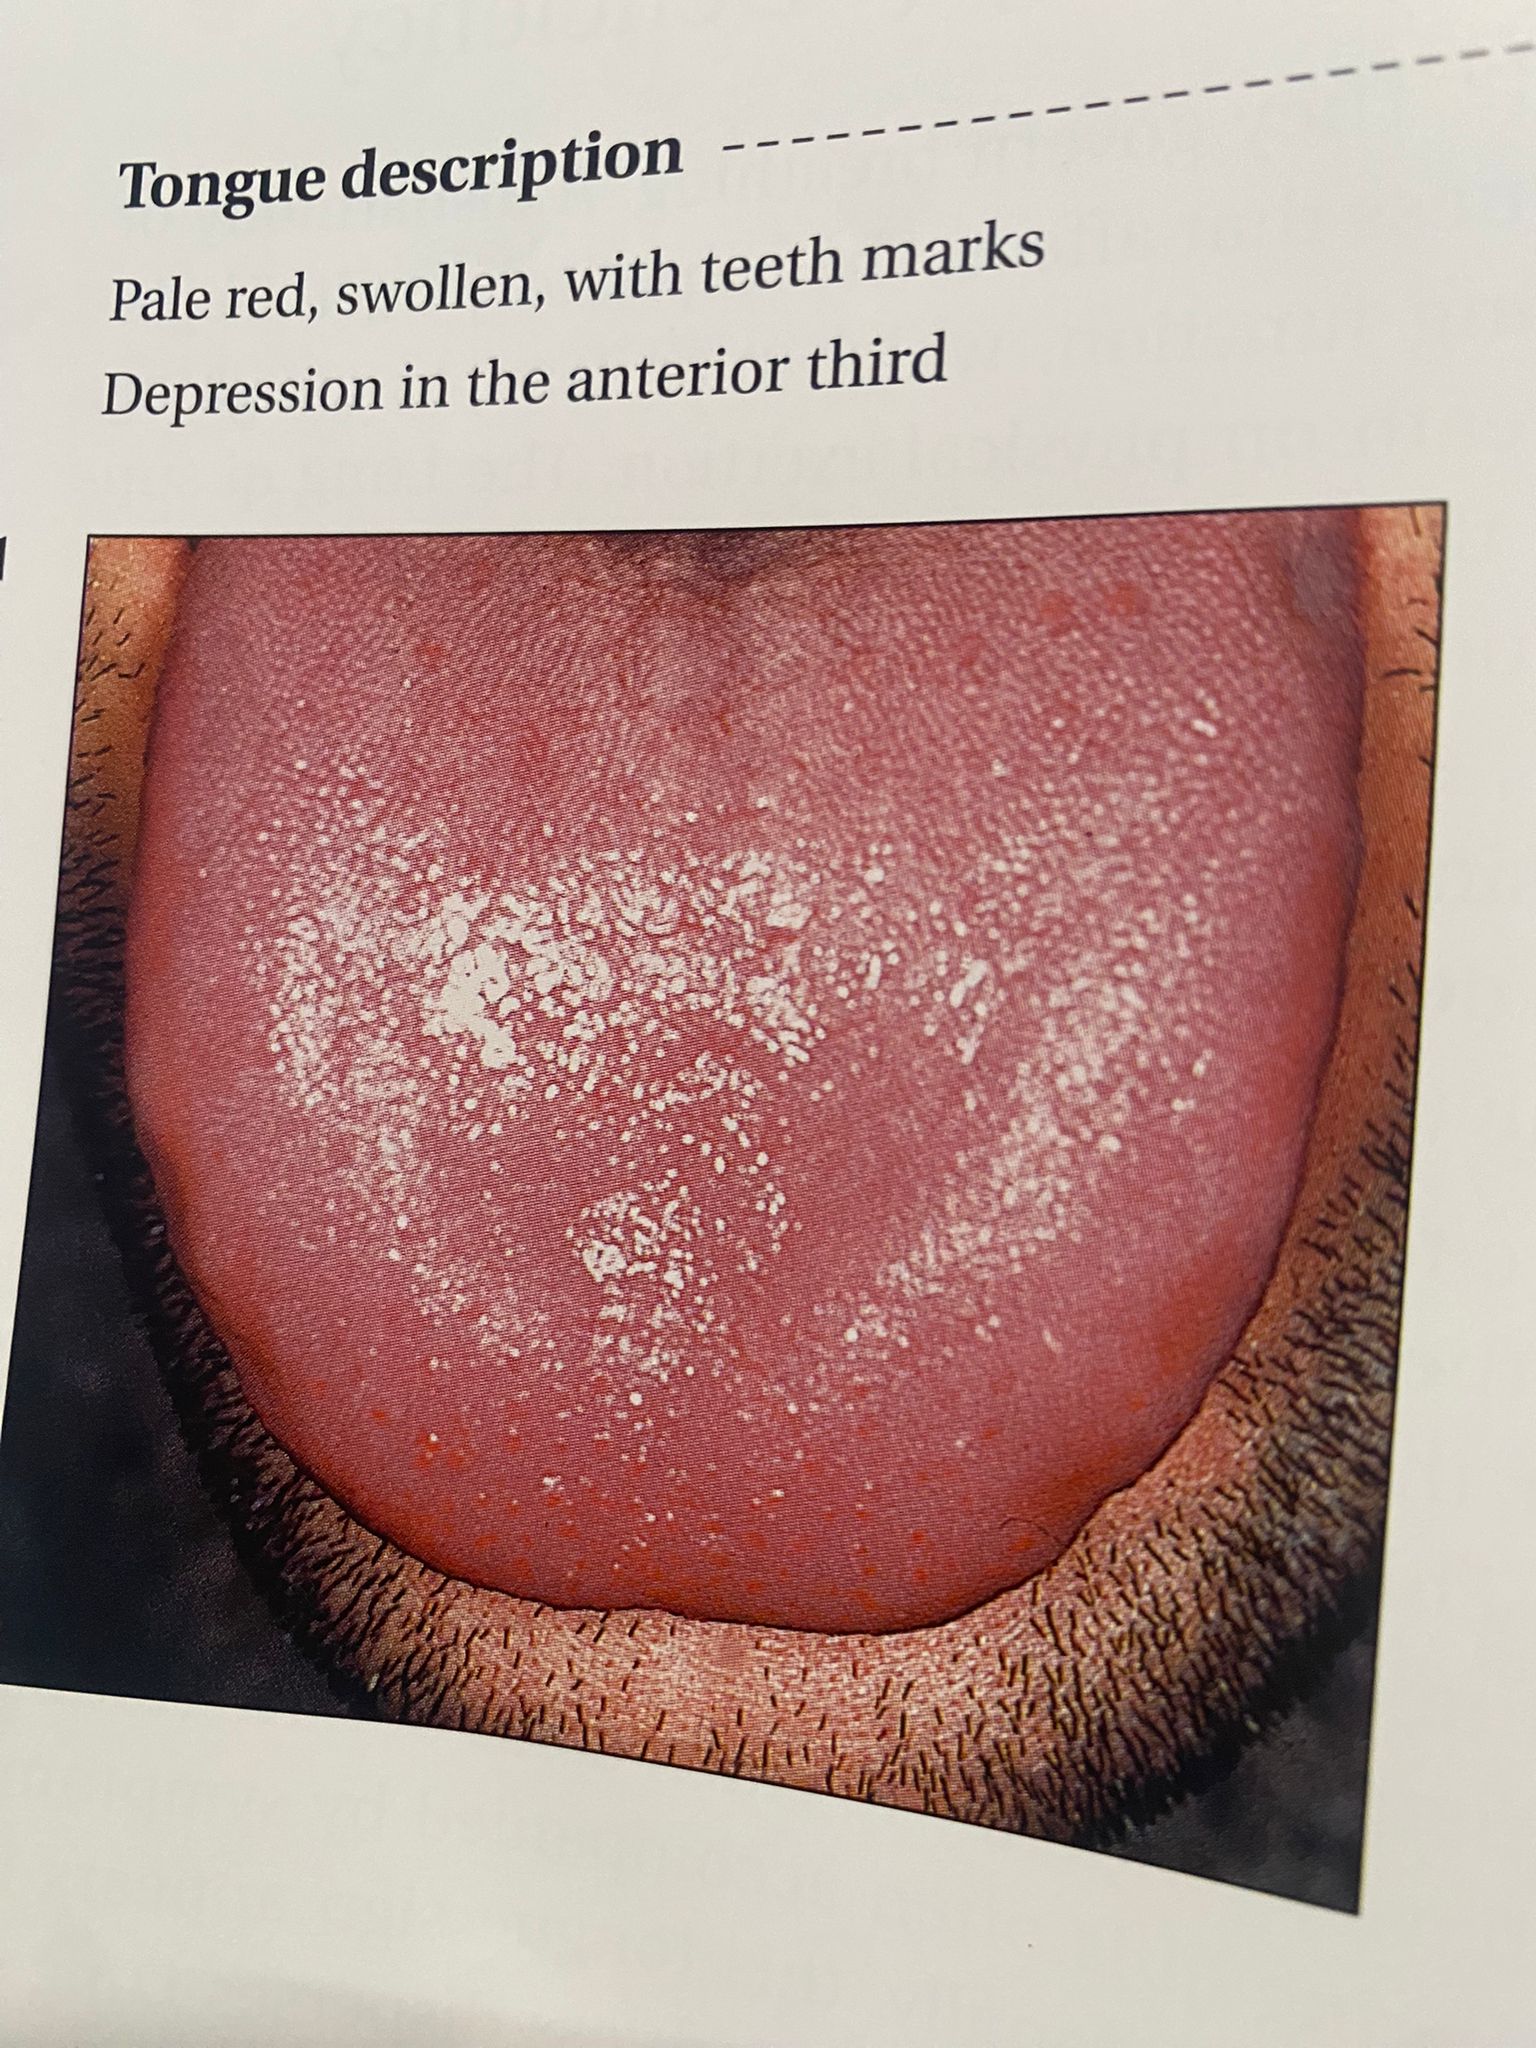 Tongue description
Pale red, swollen, with teeth marks
Depression in the anterior third